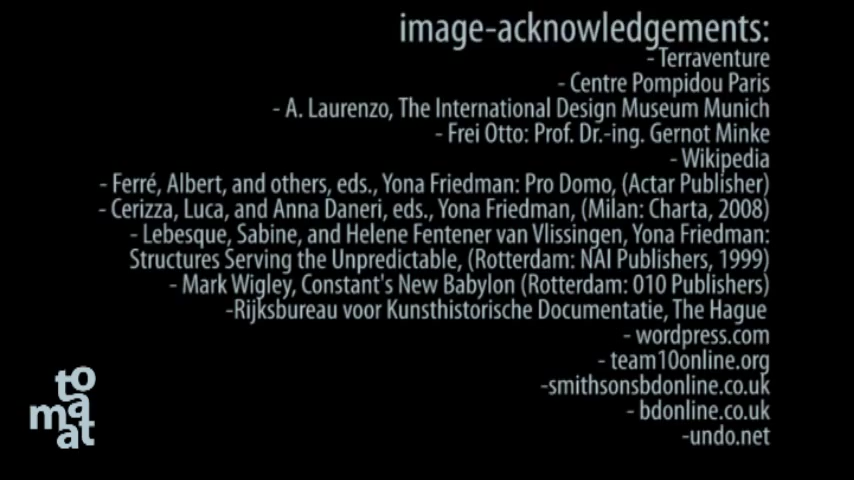 image-acknowledgements:
- Terraventure
- Centre Pompidou Paris
- A. Laurenzo, The International Design Museum Munich
- Frei Otto: Prof. Dr.-ing. Gernot Minke
- Wikipedia
- Ferré, Albert, and others, eds., Yona Friedman: Pro Domo, (Actar Publisher)
- Cerizza, Luca, and Anna Daneri, eds., Yona Friedman, (Milan: Charta, 2008)
- Lebesque, Sabine, and Helene Fentener van Vlissingen, Yona Friedman:
Structures Serving the Unpredictable, (Rotterdam: NAI Publishers, 1999)
- Mark Wigley, Constant's New Babylon (Rotterdam: 010 Publishers)
-Rijksbureau voor Kunsthistorische Documentatie, The Hague
- wordpress.com
- team10online.org
-smithsonsbdonline.co.uk
- bdonline.co.uk
-undo.net
to
ma
at